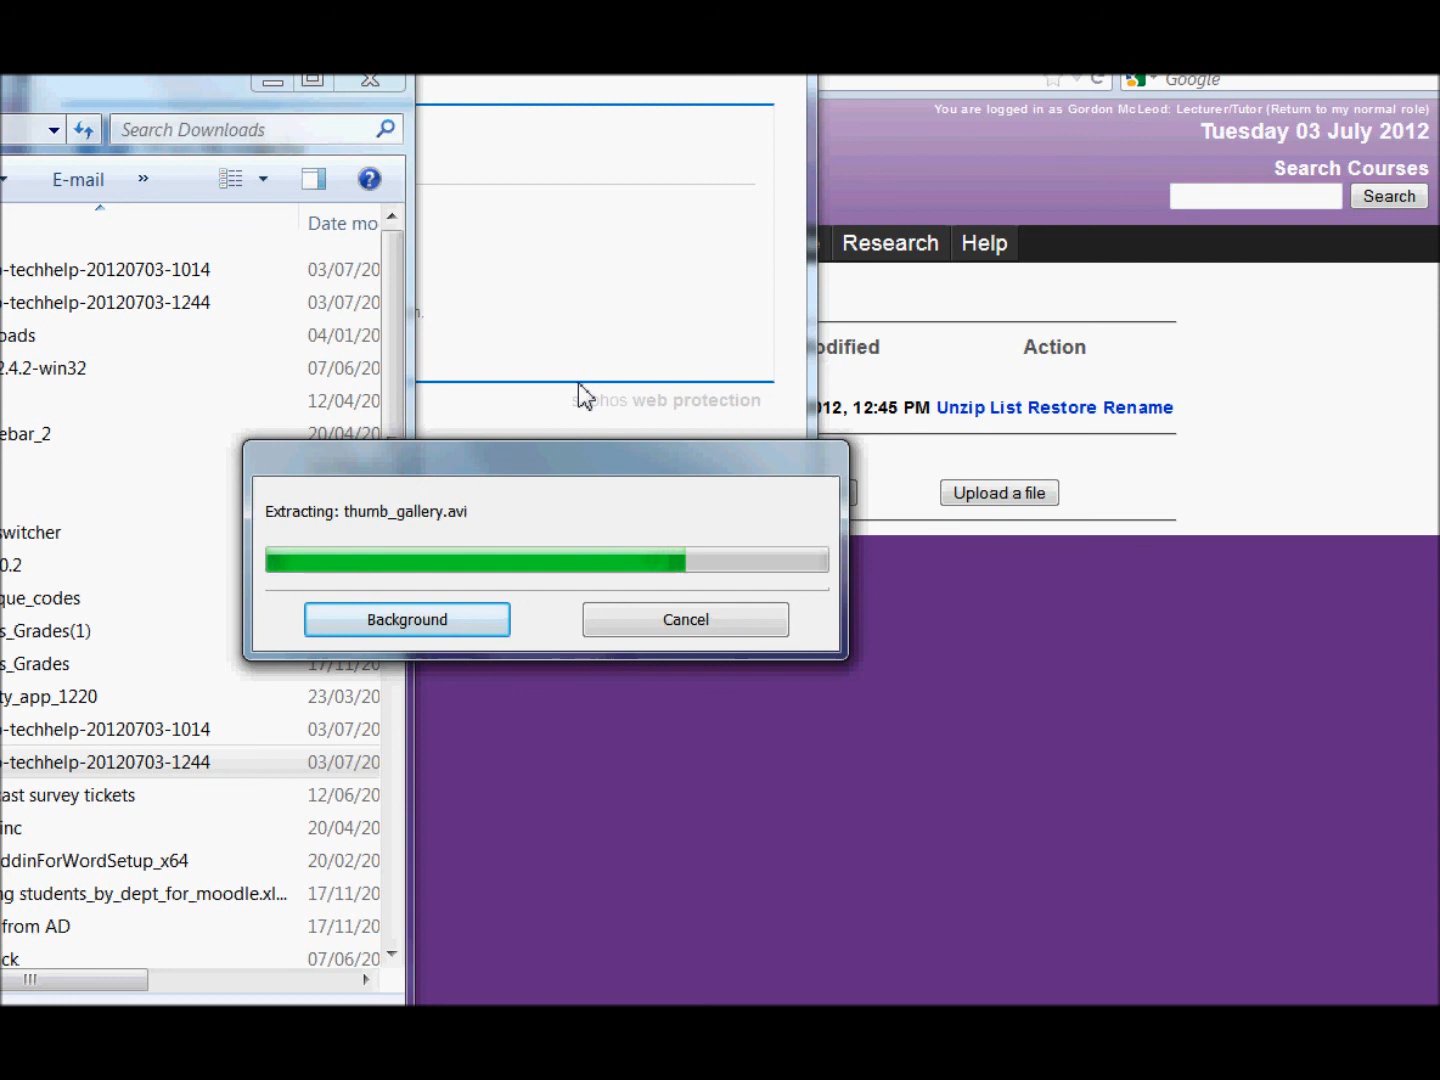 Google
You are logged in as Gordon McLeod: Lecturer/Tutor (Return to my normal role)
Tuesday 03 July 2012
Search Courses
Search
Research Help
odified Action
12, 12:45 PM Unzip List Restore Rename
Upload a file
web protection
Search Downloads
E-mail »
Date mo
-techhelp-20120703-1014 03/07/20
-techhelp-20120703-1244 03/07/20
oads 04/01/20
2.4.2-win32 07/06/20
12/04/20
ebar_2 20/04/20
switcher
0.2
que_codes
s_Grades(1)
s_Grades 17/11/20
ty_app_1220 23/03/20
-techhelp-20120703-1014 03/07/20
-techhelp-20120703-1244 03/07/20
ast survey tickets 12/06/20
inc 20/04/20
ddinForWordSetup_x64 20/02/20
ng students_by_dept_for_moodle.xl... 17/11/20
from AD 17/11/20
ck 07/06/20
Extracting: thumb_gallery.avi
Background Cancel